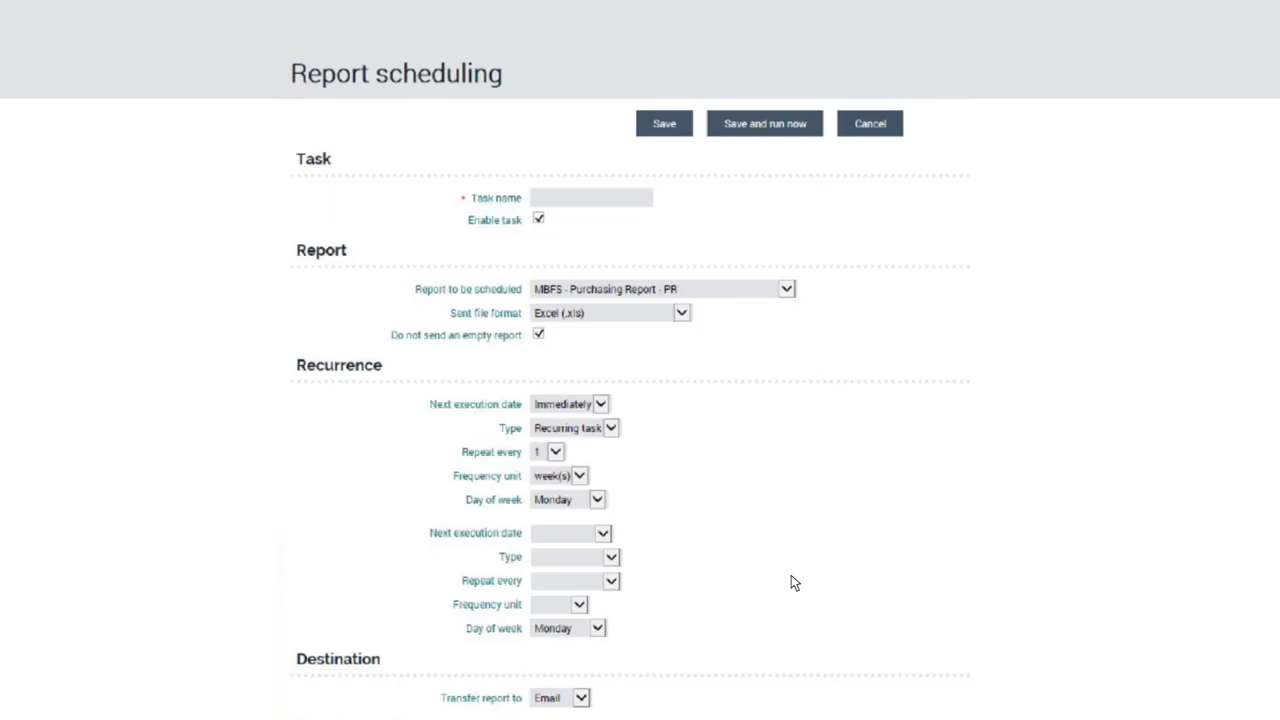 Report scheduling
Save Save and run now Cancel
Task
* Task name
Enable task
Report
Report to be scheduled MBFS - Purchasing Report - PR
Sent file format Excel (.xls)
Do not send an empty report
Recurrence
Next execution date Immediately
Type Recurring task
Repeat every 1
Frequency unit week(s)
Day of week Monday
Next execution date
Type
Repeat every
Frequency unit
Day of week Monday
Destination
Transfer report to Email